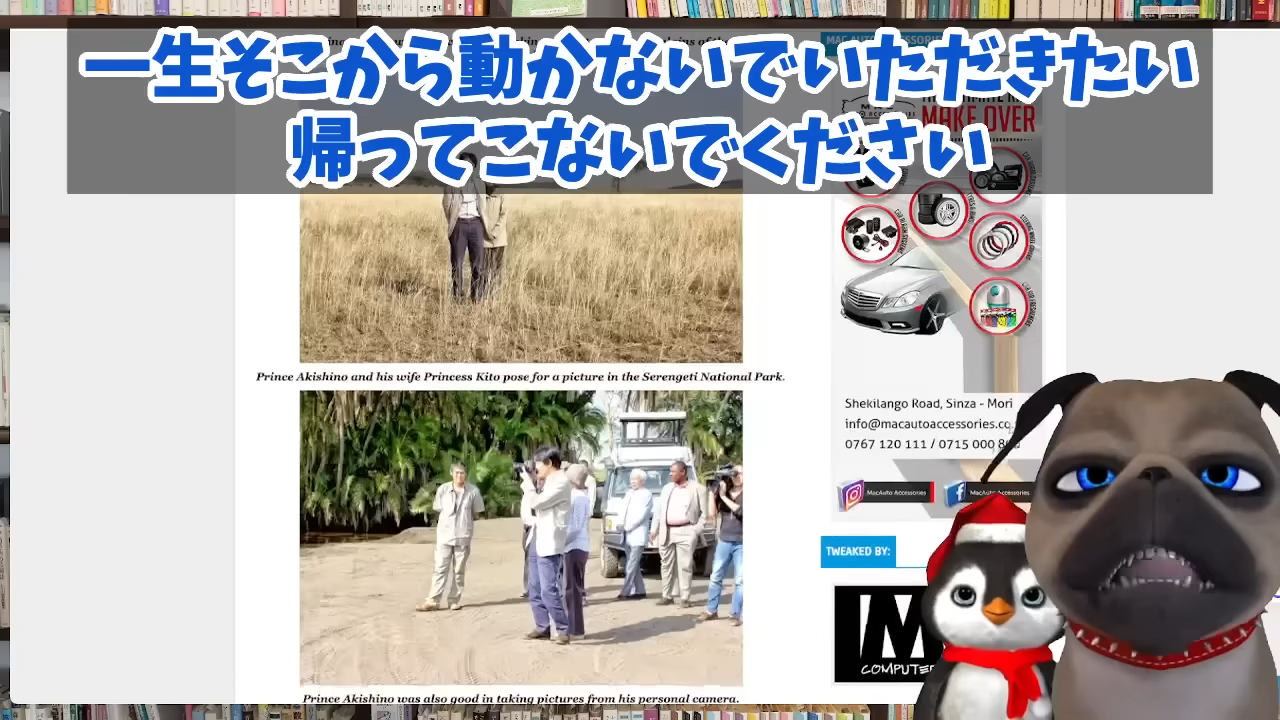 一生そこから動かないでいただきたい
帰ってこないでください
MAKE OVER
Prince Akishino and his wife Princess Kito pose for a picture in the Serengeti National Park.
Shekilango Road, Sinza - Mori
info@macautoaccessories.co
0767 120 111 / 0715 000 8
MacAuto Accessories
MacAuto Accessories
TWEAKED BY:
COMPUTE
Prince Akishino was also good in taking pictures from his personal camera.